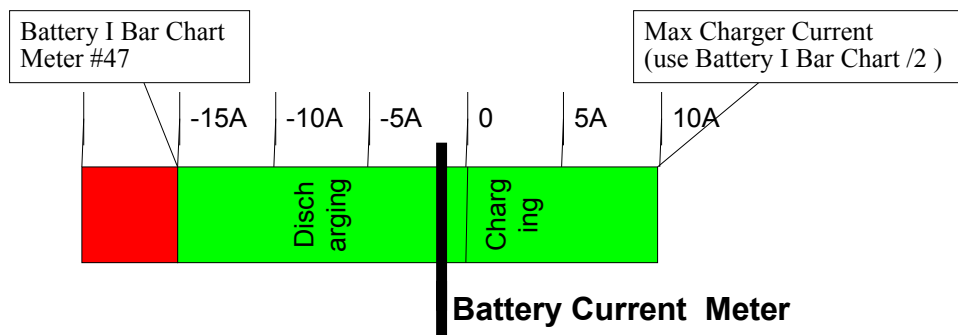 Battery I Bar Chart
Meter #47
Max Charger Current
(use Battery I Bar Chart /2 )
-15A
-10A
-5A
0
5A
10A
Disch
arging
Charg
ing
Battery Current Meter